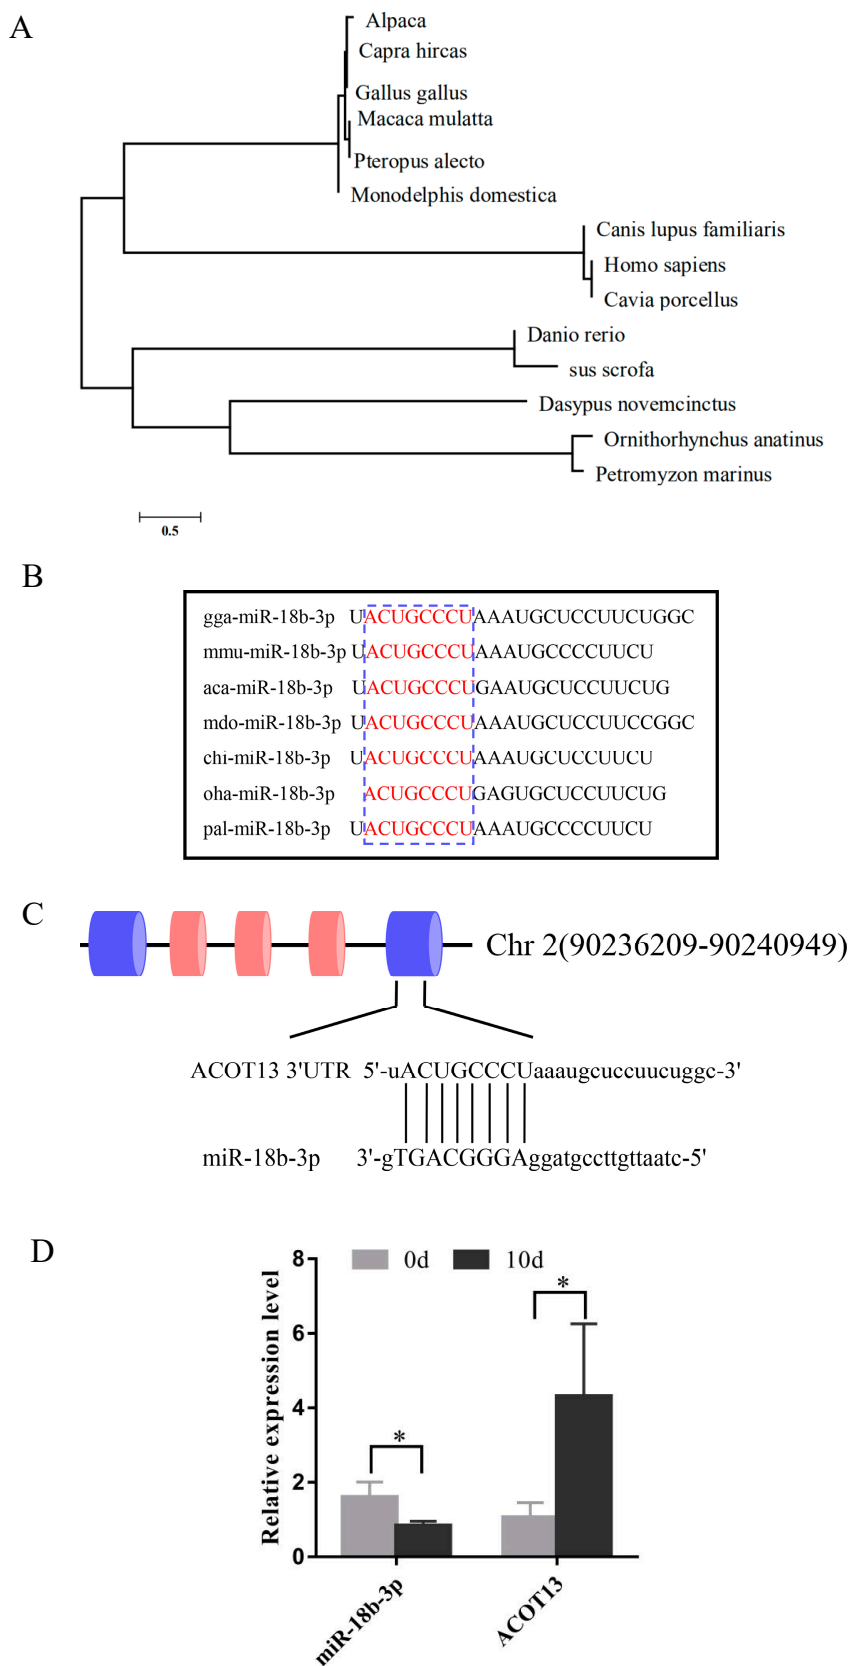 A
Alpaca
Capra hircas
Gallus gallus
Macaca mulatta
Pteropus alecto
Monodelphis domestica
Canis lupus familiaris
Homo sapiens
Cavia porcellus
Danio rerio
sus scrofa
Dasypus novemcinctus
Ornithorhynchus anatinus
Petromyzon marinus
0.5
B
gga-miR-18b-3p UACUGCCCUAAAUGCUCCUUCUGGC
mmu-miR-18b-3p UACUGCCCUAAAUGCCCCUUCU
aca-miR-18b-3p UACUGCCCUGAAUGCUCCUUCUG
mdo-miR-18b-3p UACUGCCCUAAAUGCUCCUUCCGGC
chi-miR-18b-3p UACUGCCCUAAAUGCUCCUUCU
oha-miR-18b-3p ACUGCCCUGAGUGCUCCUUCUG
pal-miR-18b-3p UACUGCCCUAAAUGCCCCUUCU
C
Chr 2(90236209-90240949)
ACOT13 3'UTR 5'-uACUGCCCUaaaugcuccuucuggc-3'
miR-18b-3p 3'-gTGACGGGAggatgccttgttaatc-5'
D
0d 10d
Relative expression level
8
6
4
2
0
*
*
miR-18b-3p
ACOT13